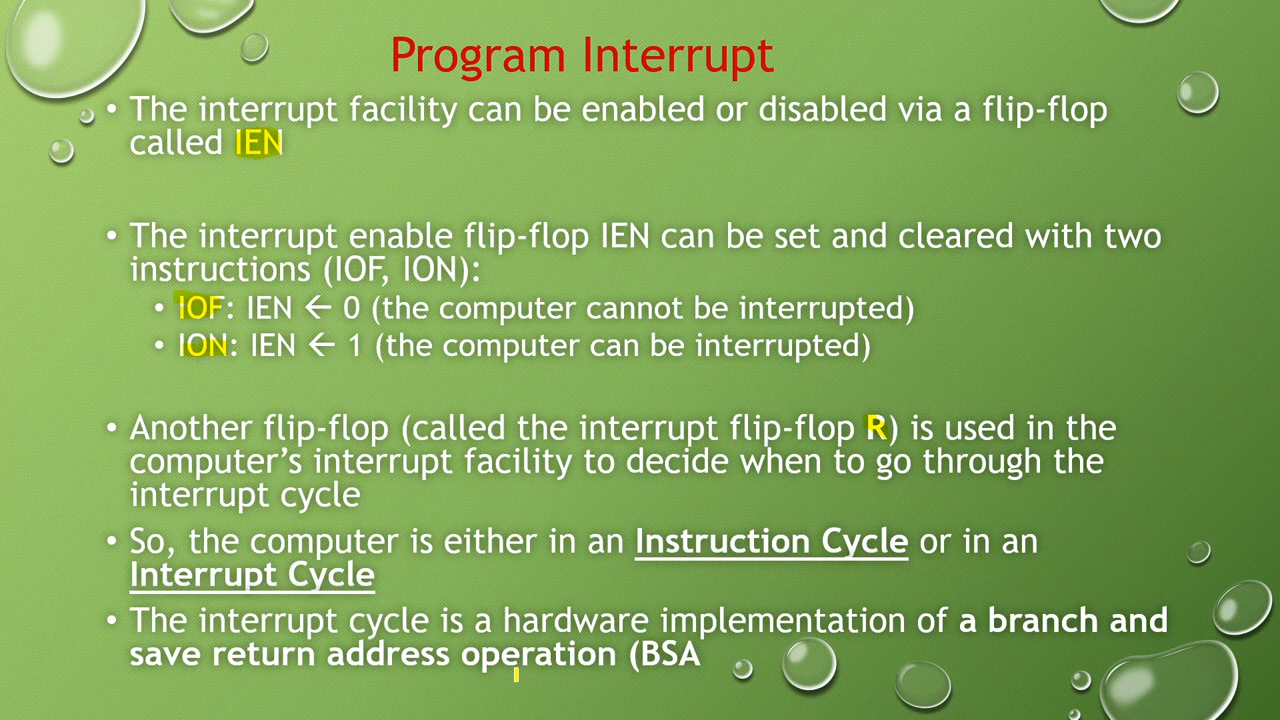 Program Interrupt
• The interrupt facility can be enabled or disabled via a flip-flop
called IEN
• The interrupt enable flip-flop IEN can be set and cleared with two
instructions (IOF, ION):
• IOF: IEN ← 0 (the computer cannot be interrupted)
• ION: IEN ← 1 (the computer can be interrupted)
• Another flip-flop (called the interrupt flip-flop R) is used in the
computer’s interrupt facility to decide when to go through the
interrupt cycle
• So, the computer is either in an Instruction Cycle or in an
Interrupt Cycle
• The interrupt cycle is a hardware implementation of a branch and
save return address operation (BSA